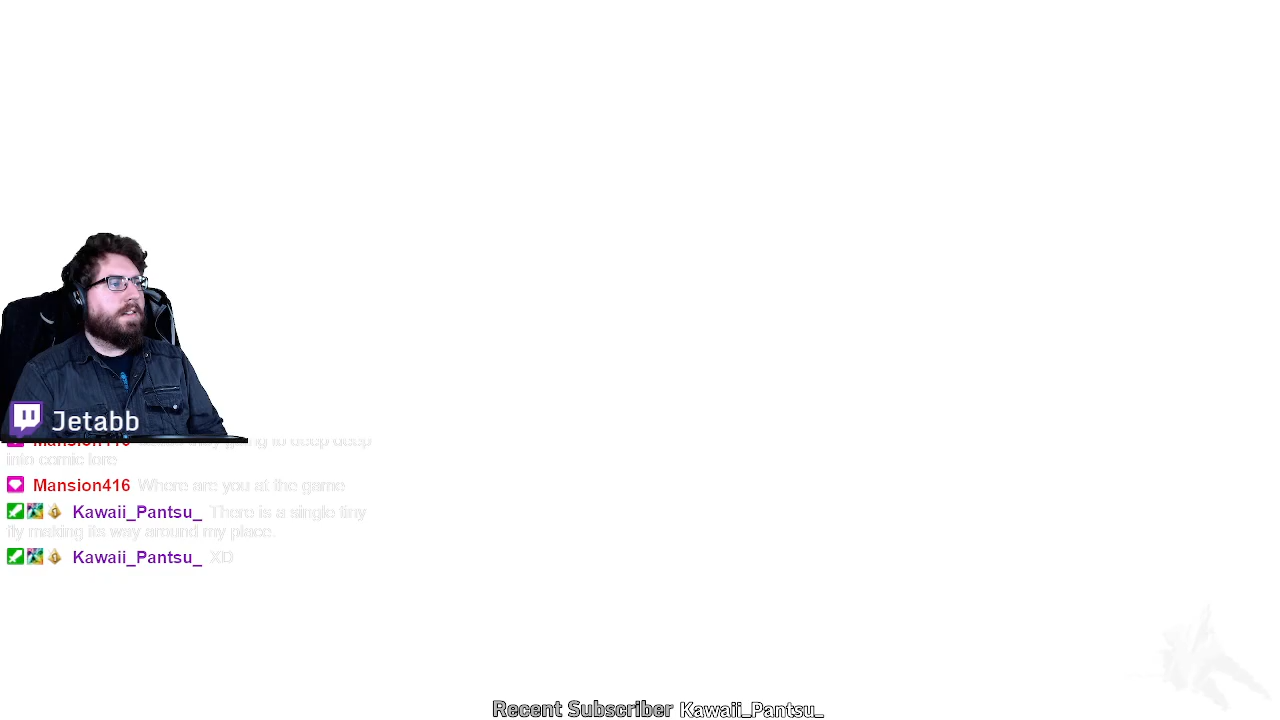 Jetabb
into comic lore
Mansion416 Where are you at the game
Kawaii_Pantsu_ There is a single tiny
fly making its way around my place.
Kawaii_Pantsu_ XD
Recent Subscriber Kawaii_Pantsu_